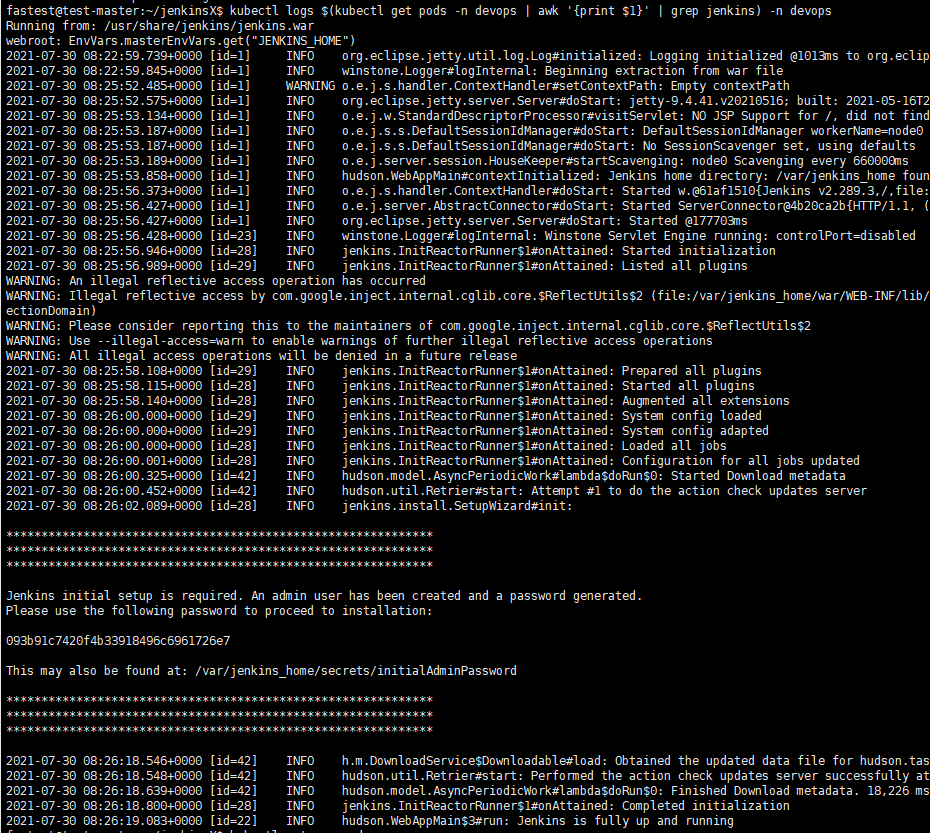 fastest@test-master:~/jenkinsX$ kubectl logs $(kubectl get pods -n devops | awk '{print $1}' | grep jenkins) -n devops
Running from: /usr/share/jenkins/jenkins.war
webroot: EnvVars.masterEnvVars.get("JENKINS_HOME")
2021-07-30 08:22:59.739+0000 [id=1] INFO org.eclipse.jetty.util.log.Log#initialized: Logging initialized @1013ms to org.eclip
2021-07-30 08:22:59.845+0000 [id=1] INFO winstone.Logger#logInternal: Beginning extraction from war file
2021-07-30 08:25:52.485+0000 [id=1] WARNING o.e.j.s.handler.ContextHandler#setContextPath: Empty contextPath
2021-07-30 08:25:52.575+0000 [id=1] INFO org.eclipse.jetty.server.Server#doStart: jetty-9.4.41.v20210516; built: 2021-05-16T2
2021-07-30 08:25:53.134+0000 [id=1] INFO o.e.j.w.StandardDescriptorProcessor#visitServlet: NO JSP Support for /, did not find
2021-07-30 08:25:53.187+0000 [id=1] INFO o.e.j.s.s.DefaultSessionIdManager#doStart: DefaultSessionIdManager workerName=node0
2021-07-30 08:25:53.187+0000 [id=1] INFO o.e.j.s.s.DefaultSessionIdManager#doStart: No SessionScavenger set, using defaults
2021-07-30 08:25:53.189+0000 [id=1] INFO o.e.j.server.session.HouseKeeper#startScavenging: node0 Scavenging every 660000ms
2021-07-30 08:25:53.858+0000 [id=1] INFO hudson.WebAppMain#contextInitialized: Jenkins home directory: /var/jenkins_home foun
2021-07-30 08:25:56.373+0000 [id=1] INFO o.e.j.s.handler.ContextHandler#doStart: Started w.@61af1510{Jenkins v2.289.3,/,file:
2021-07-30 08:25:56.427+0000 [id=1] INFO o.e.j.server.AbstractConnector#doStart: Started ServerConnector@4b20ca2b{HTTP/1.1, (
2021-07-30 08:25:56.427+0000 [id=1] INFO org.eclipse.jetty.server.Server#doStart: Started @177703ms
2021-07-30 08:25:56.428+0000 [id=23] INFO winstone.Logger#logInternal: Winstone Servlet Engine running: controlPort=disabled
2021-07-30 08:25:56.946+0000 [id=28] INFO jenkins.InitReactorRunner$1#onAttained: Started initialization
2021-07-30 08:25:56.989+0000 [id=29] INFO jenkins.InitReactorRunner$1#onAttained: Listed all plugins
WARNING: An illegal reflective access operation has occurred
WARNING: Illegal reflective access by com.google.inject.internal.cglib.core.$ReflectUtils$2 (file:/var/jenkins_home/war/WEB-INF/lib/
ectionDomain)
WARNING: Please consider reporting this to the maintainers of com.google.inject.internal.cglib.core.$ReflectUtils$2
WARNING: Use --illegal-access=warn to enable warnings of further illegal reflective access operations
WARNING: All illegal access operations will be denied in a future release
2021-07-30 08:25:58.108+0000 [id=29] INFO jenkins.InitReactorRunner$1#onAttained: Prepared all plugins
2021-07-30 08:25:58.115+0000 [id=28] INFO jenkins.InitReactorRunner$1#onAttained: Started all plugins
2021-07-30 08:25:58.140+0000 [id=28] INFO jenkins.InitReactorRunner$1#onAttained: Augmented all extensions
2021-07-30 08:26:00.000+0000 [id=29] INFO jenkins.InitReactorRunner$1#onAttained: System config loaded
2021-07-30 08:26:00.000+0000 [id=29] INFO jenkins.InitReactorRunner$1#onAttained: System config adapted
2021-07-30 08:26:00.000+0000 [id=28] INFO jenkins.InitReactorRunner$1#onAttained: Loaded all jobs
2021-07-30 08:26:00.001+0000 [id=28] INFO jenkins.InitReactorRunner$1#onAttained: Configuration for all jobs updated
2021-07-30 08:26:00.325+0000 [id=42] INFO hudson.model.AsyncPeriodicWork#lambda$doRun$0: Started Download metadata
2021-07-30 08:26:00.452+0000 [id=42] INFO hudson.util.Retrier#start: Attempt #1 to do the action check updates server
2021-07-30 08:26:02.089+0000 [id=28] INFO jenkins.install.SetupWizard#init:
*************************************************************
*************************************************************
*************************************************************
Jenkins initial setup is required. An admin user has been created and a password generated.
Please use the following password to proceed to installation:
093b91c7420f4b33918496c6961726e7
This may also be found at: /var/jenkins_home/secrets/initialAdminPassword
*************************************************************
*************************************************************
*************************************************************
2021-07-30 08:26:18.546+0000 [id=42] INFO h.m.DownloadService$Downloadable#load: Obtained the updated data file for hudson.tas
2021-07-30 08:26:18.548+0000 [id=42] INFO hudson.util.Retrier#start: Performed the action check updates server successfully at
2021-07-30 08:26:18.639+0000 [id=42] INFO hudson.model.AsyncPeriodicWork#lambda$doRun$0: Finished Download metadata. 18,226 ms
2021-07-30 08:26:18.800+0000 [id=28] INFO jenkins.InitReactorRunner$1#onAttained: Completed initialization
2021-07-30 08:26:19.083+0000 [id=22] INFO hudson.WebAppMain$3#run: Jenkins is fully up and running